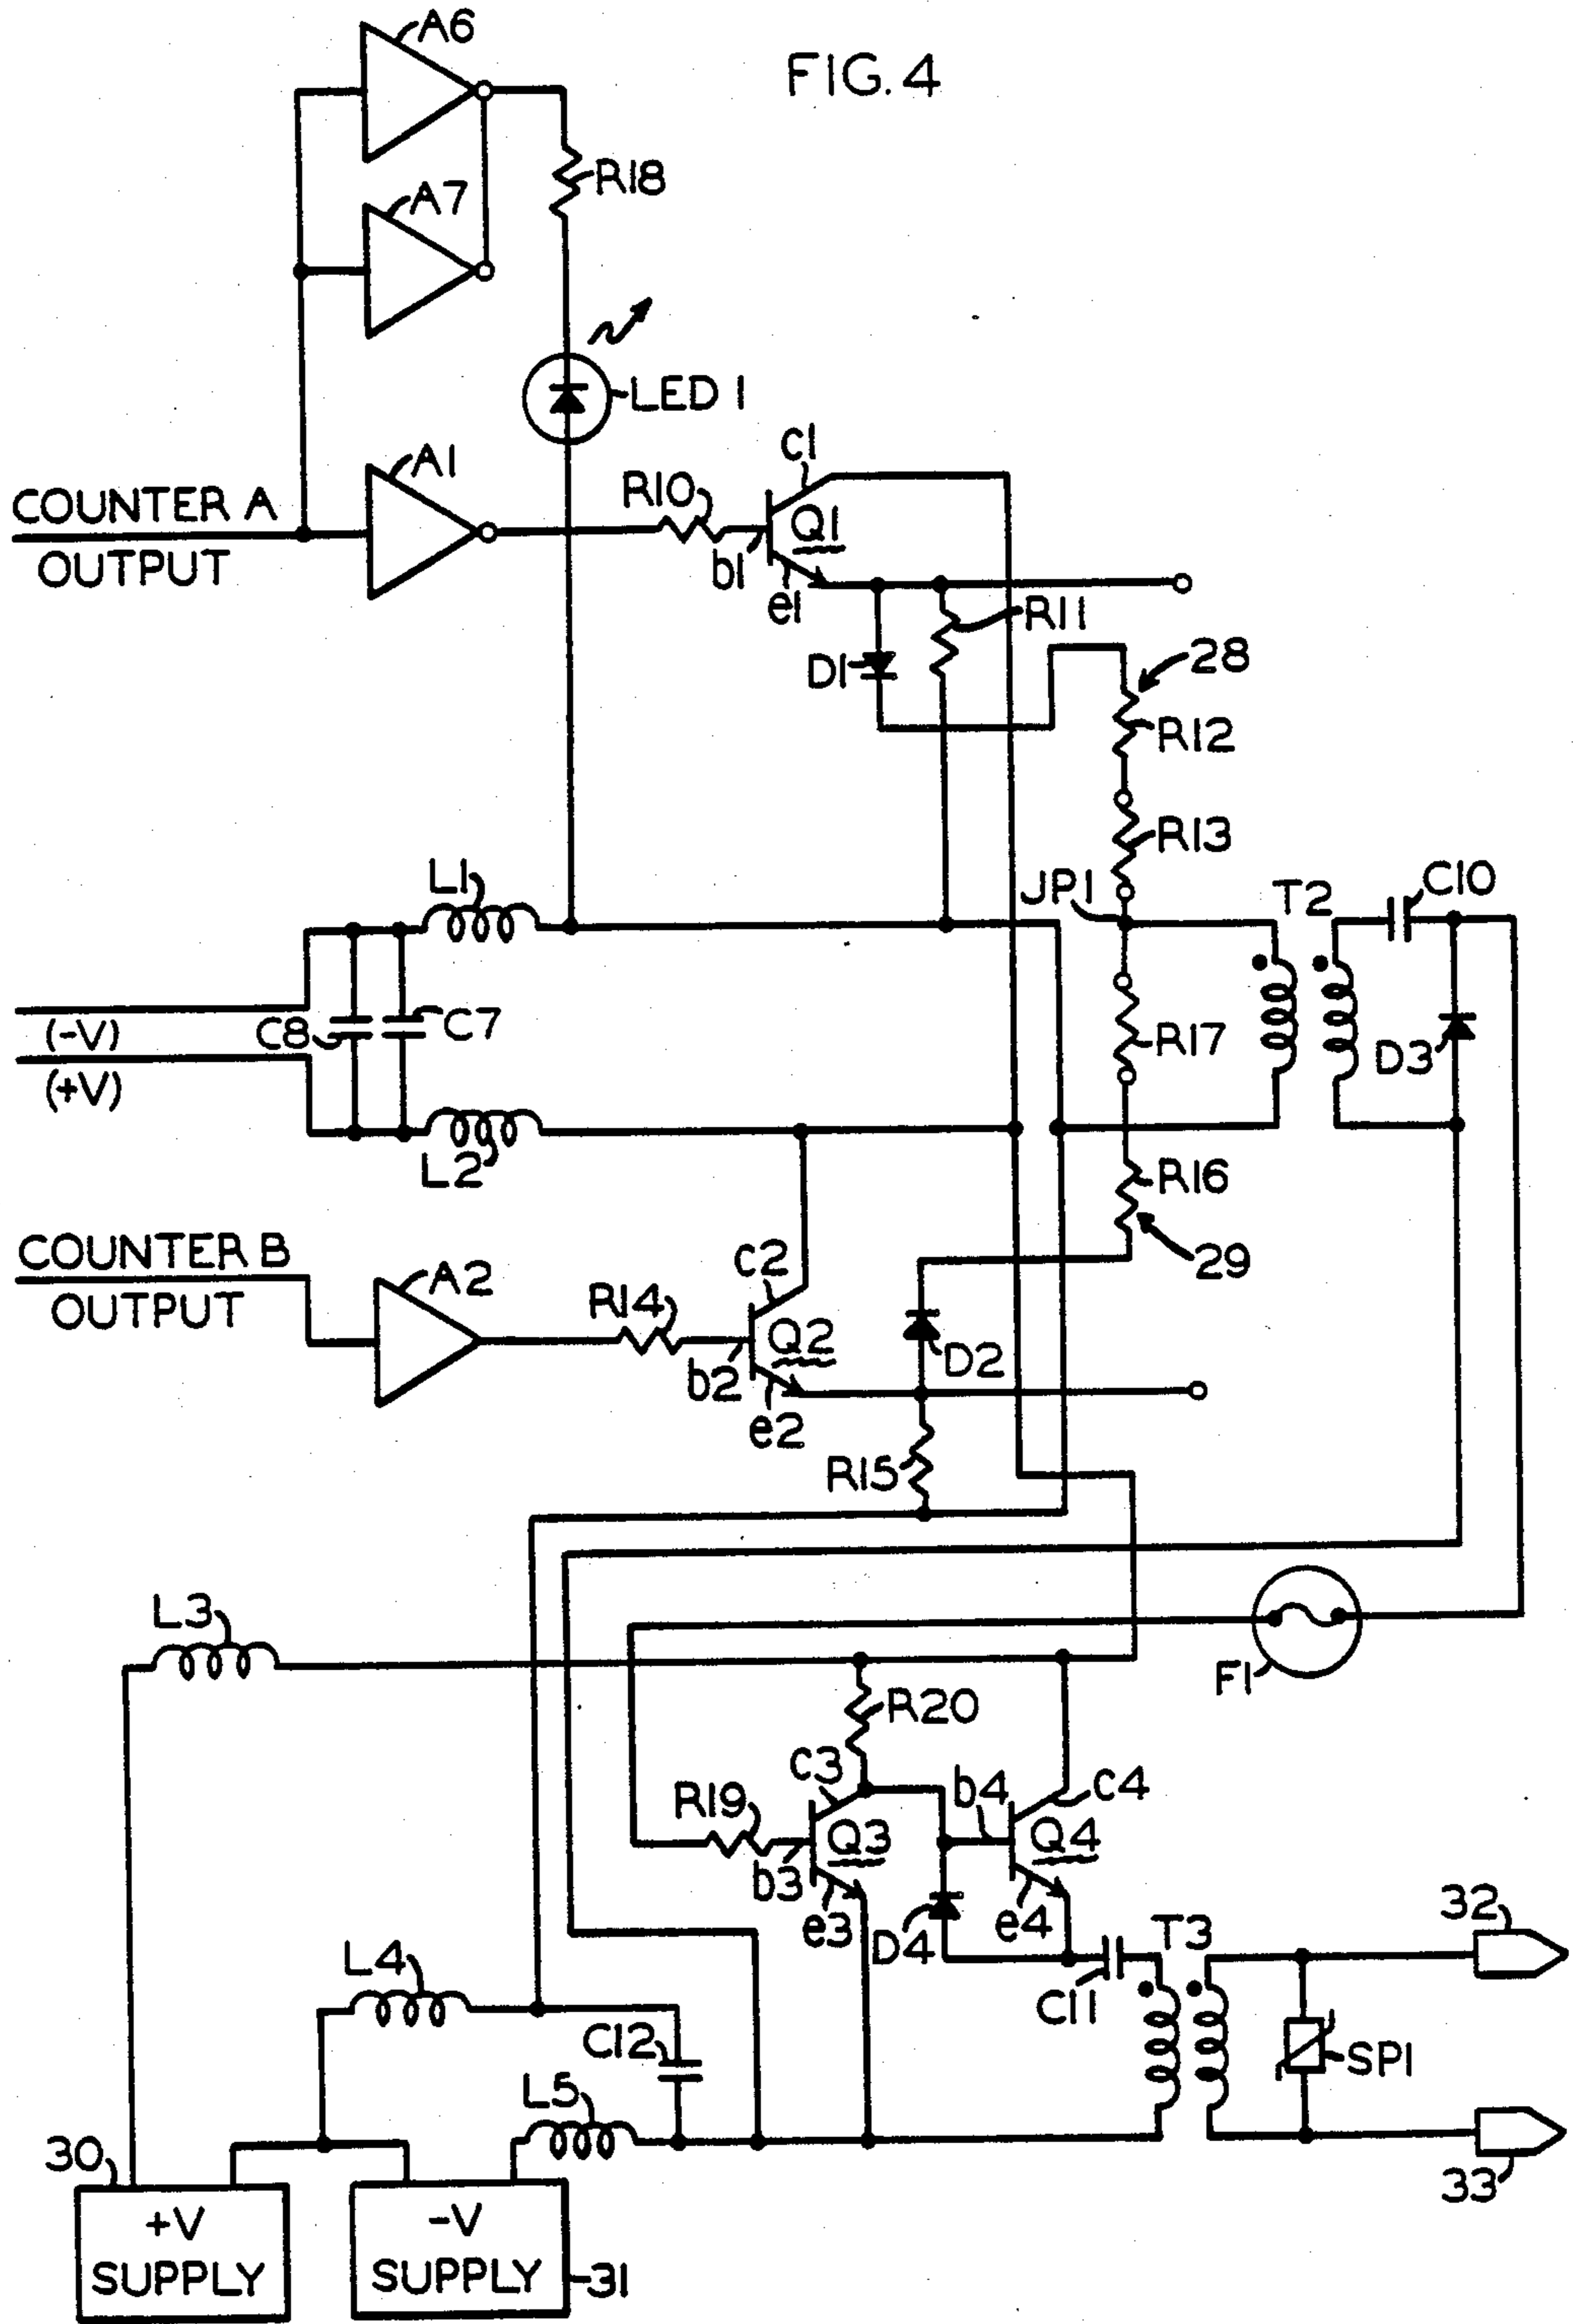 FIG. 4
A6
A7
R18
LED 1
A1
COUNTER A
OUTPUT
R10
c1
Q1
b1
e1
R11
D1
28
R12
R13
JP1
L1
T2
C10
(-V)
(+V)
C8
C7
R17
D3
L2
R16
29
COUNTER B
OUTPUT
A2
R14
c2
Q2
b2
e2
D2
R15
L3
F1
R20
c3
R19
Q3
b3
e3
b4
c4
Q4
e4
D4
T3
C11
32
SP1
33
L4
C12
L5
30
+V
SUPPLY
-V
SUPPLY
31